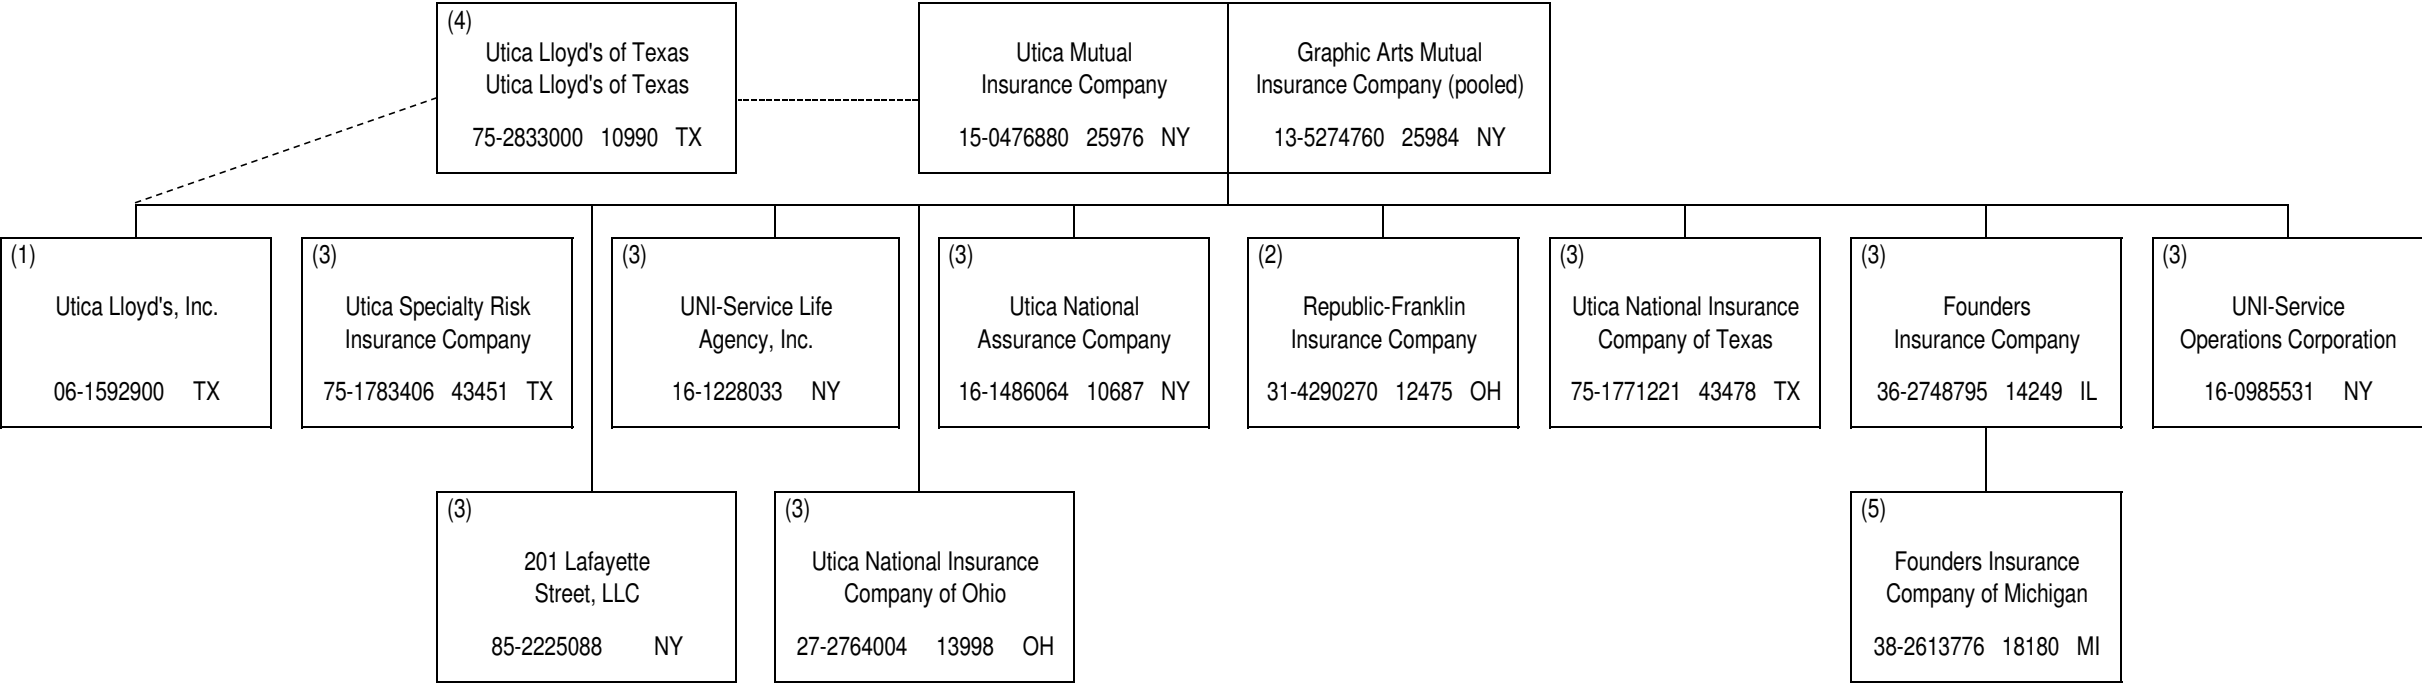 (4)
Utica Lloyd's of Texas
Utica Lloyd's of Texas
75-2833000 10990 TX
Utica Mutual
Insurance Company
15-0476880 25976 NY
Graphic Arts Mutual
Insurance Company (pooled)
13-5274760 25984 NY
(1)
Utica Lloyd's, Inc.
06-1592900 TX
(3)
Utica Specialty Risk
Insurance Company
75-1783406 43451 TX
(3)
UNI-Service Life
Agency, Inc.
16-1228033 NY
(3)
Utica National
Assurance Company
16-1486064 10687 NY
(2)
Republic-Franklin
Insurance Company
31-4290270 12475 OH
(3)
Utica National Insurance
Company of Texas
75-1771221 43478 TX
(3)
Founders
Insurance Company
36-2748795 14249 IL
(3)
UNI-Service
Operations Corporation
16-0985531 NY
(3)
201 Lafayette
Street, LLC
85-2225088 NY
(3)
Utica National Insurance
Company of Ohio
27-2764004 13998 OH
(5)
Founders Insurance
Company of Michigan
38-2613776 18180 MI